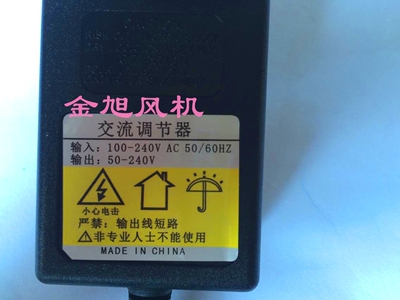 金旭风机
交流调节器
输入：100-240V AC 50/60HZ
输出：50-240V
小心电击
严禁：输出线短路
⚠非专业人士不能使用
MADE IN CHINA